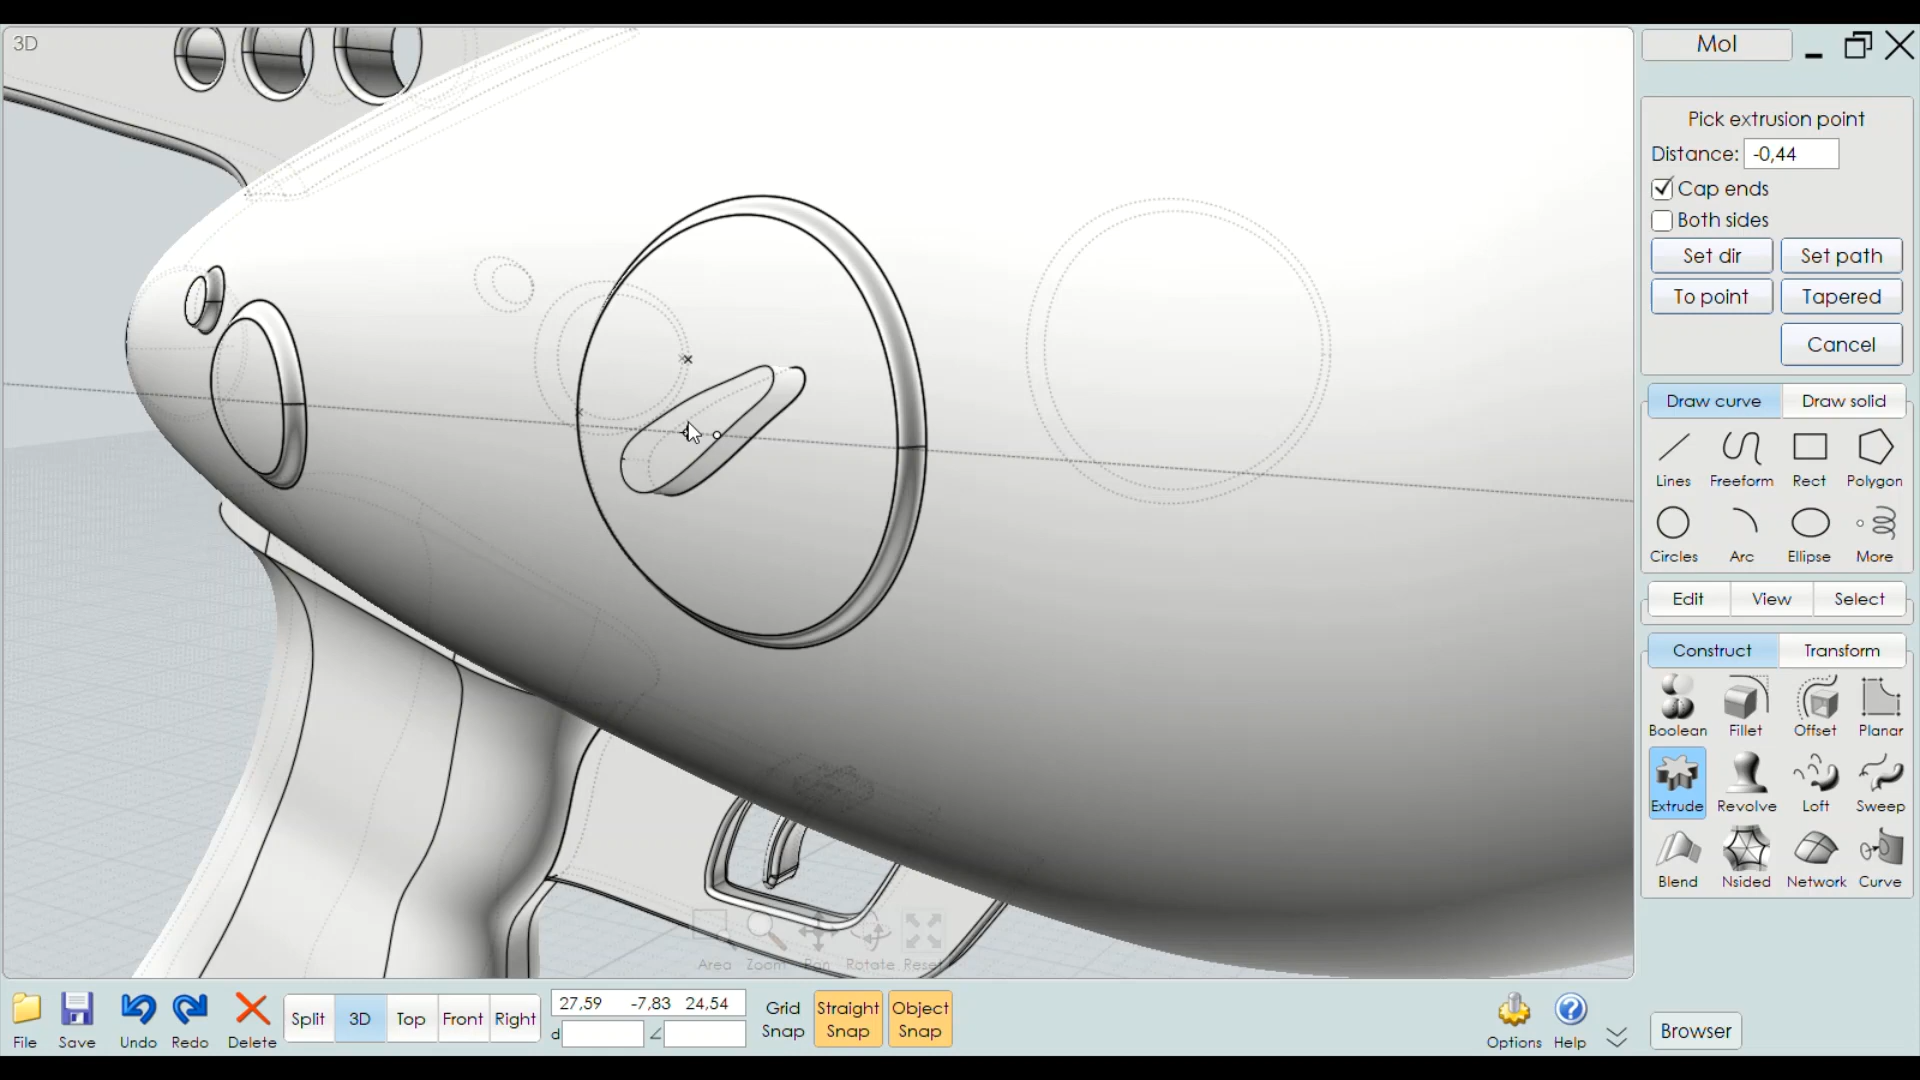 3D
MoI
Pick extrusion point
Distance: -0,44
Cap ends
Both sides
Set dir Set path
To point Tapered
Cancel
Draw curve Draw solid
Lines Freeform Rect Polygon
Circles Arc Ellipse More
Edit View Select
Construct Transform
Boolean Fillet Offset Planar
Extrude Revolve Loft Sweep
Blend Nsided Network Curve
Area Zoom Pan Rotate Reset
File Save Undo Redo Delete
Split 3D Top Front Right
27,59 -7,83 24,54
d ∠
Grid Snap
Straight Snap
Object Snap
Options Help
Browser